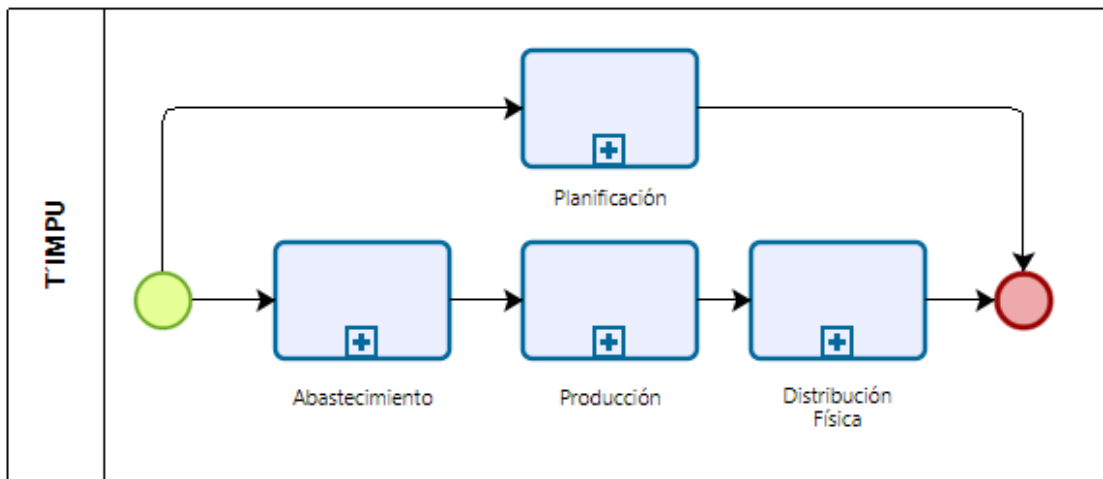 T´IMPU
Planificación
Abastecimiento
Producción
Distribución
Física